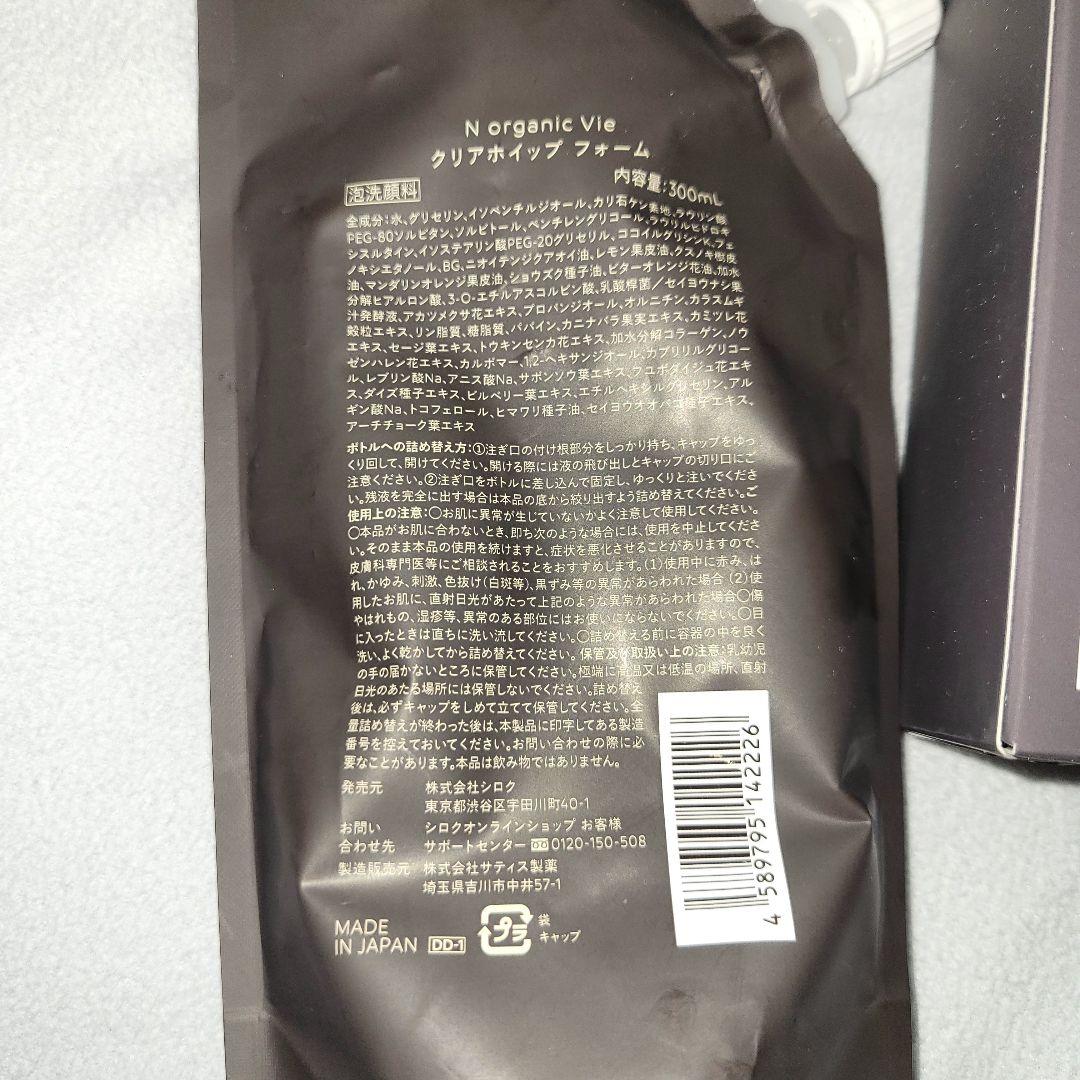 N organic Vie
クリアホイップ フォーム
内容量:300mL
泡洗顔料
全成分:水、グリセリン、イソペンチルジオール、カリ石ケン素地、ラウリン酸
PEG-80ソルビタン、ソルビトール、ペンチレングリコール、ラウリルヒドロキ
シスルタイン、イソステアリン酸PEG-20グリセリル、ココイルグリシンK、フェ
ノキシエタノール、BG、ニオイテンジクアオイ油、レモン果皮油、クスノキ樹皮
油、マンダリンオレンジ果皮油、ショウズク種子油、ビターオレンジ花油、加水
分解ヒアルロン酸、3-O-エチルアスコルビン酸、乳酸桿菌/セイヨウナシ果
汁発酵液、アカツメクサ花エキス、プロパンジオール、オルニチン、カラスムギ
穀粒エキス、リン脂質、糖脂質、パパイン、カニナバラ果実エキス、カミツレ花
エキス、セージ葉エキス、トウキンセンカ花エキス、加水分解コラーゲン、ノウ
ゼンハレン花エキス、カルボマー、1,2-ヘキサンジオール、カプリリルグリコー
ル、レブリン酸Na、アニス酸Na、サボンソウ葉エキス、フユボダイジュ花エキ
ス、ダイズ種子エキス、ビルベリー葉エキス、エチルヘキシルグリセリン、アル
ギン酸Na、トコフェロール、ヒマワリ種子油、セイヨウオオバコ種子エキス、
アーチチョーク葉エキス
ボトルへの詰め替え方:①注ぎ口の付け根部分をしっかり持ち、キャップをゆっ
くり回して、開けてください。開ける際には液の飛び出しとキャップの切り口にご
注意ください。②注ぎ口をボトルに差し込んで固定し、ゆっくりと注いでくださ
い。残液を完全に出す場合は本品の底から絞り出すよう詰め替えてください。ご
使用上の注意:○お肌に異常が生じていないかよく注意して使用してください。
○本品がお肌に合わないとき、即ち次のような場合には、使用を中止してくださ
い。そのまま本品の使用を続けますと、症状を悪化させることがありますので、
皮膚科専門医等にご相談されることをおすすめします。(1)使用中に赤み、は
れ、かゆみ、刺激、色抜け(白斑等)、黒ずみ等の異常があらわれた場合 (2)使
用したお肌に、直射日光があたって上記のような異常があらわれた場合○傷
やはれもの、湿疹等、異常のある部位にはお使いにならないでください。○目
に入ったときは直ちに洗い流してください。○詰め替える前に容器の中を良く
洗い、よく乾かしてから詰め替えてください。 保管及び取扱い上の注意:乳幼児
の手の届かないところに保管してください。極端に高温又は低温の場所、直射
日光のあたる場所には保管しないでください。詰め替え
後は、必ずキャップをしめて立てて保管してください。全
量詰め替えが終わった後は、本製品に印字してある製造
番号を控えておいてください。お問い合わせの際に必
要なことがあります。本品は飲み物ではありません。
発売元 株式会社シロク
東京都渋谷区宇田川町40-1
お問い シロクオンラインショップ お客様
合わせ先 サポートセンター 0120-150-508
製造販売元 株式会社サティス製薬
埼玉県吉川市中井57-1
MADE
IN JAPAN DD-1
プラ
袋
キャップ
4 589795 142226